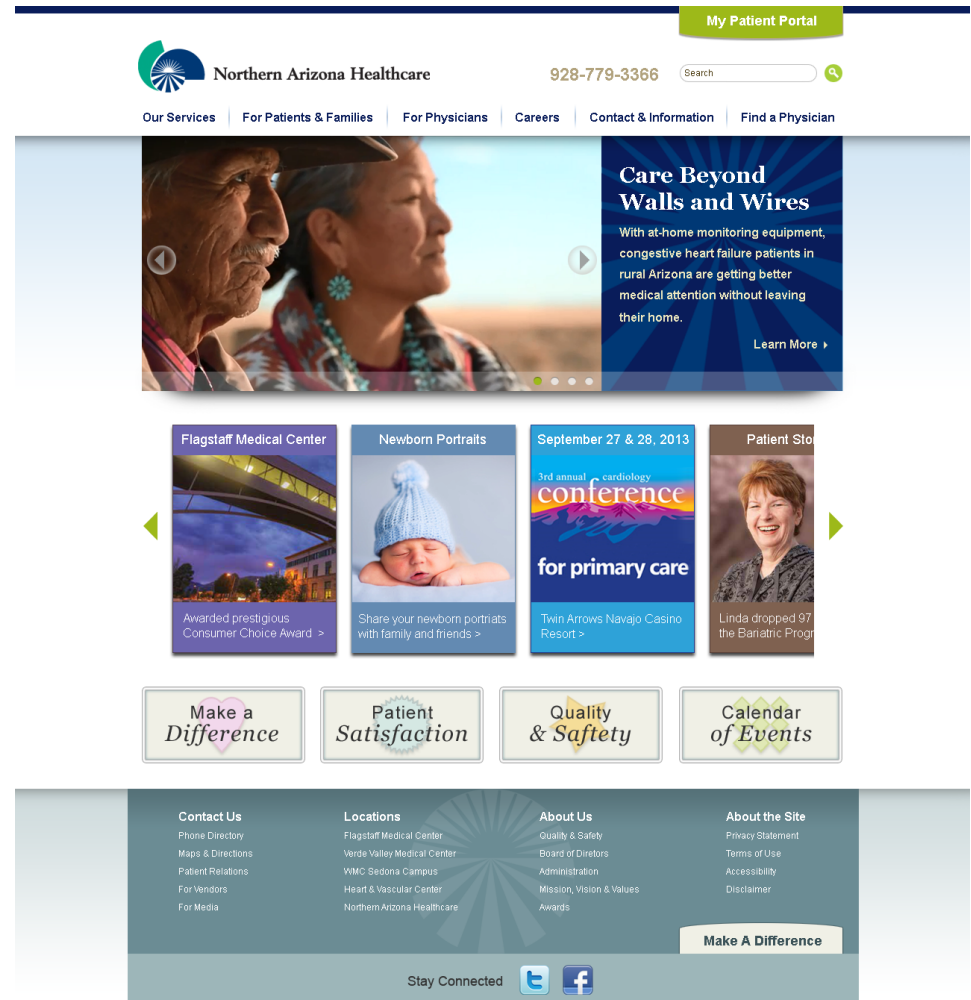 My Patient Portal
Northern Arizona Healthcare
928-779-3366
Search
Our Services
For Patients & Families
For Physicians
Careers
Contact & Information
Find a Physician
Care Beyond
Walls and Wires
With at-home monitoring equipment,
congestive heart failure patients in
rural Arizona are getting better
medical attention without leaving
their home.
Learn More
Flagstaff Medical Center
Awarded prestigious
Consumer Choice Award >
Newborn Portraits
Share your newborn portriats
with family and friends >
September 27 & 28, 2013
3rd annual cardiology
conference
for primary care
Twin Arrows Navajo Casino
Resort >
Patient Sto
Linda dropped 97
the Bariatric Progr
Make a
Difference
Patient
Satisfaction
Quality
& Saftety
Calendar
of Events
Contact Us
Phone Directory
Maps & Directions
Patient Relations
For Vendors
For Media
Locations
Flagstaff Medical Center
Verde Valley Medical Center
WMC Sedona Campus
Heart & Vascular Center
Northern Arizona Healthcare
About Us
Quality & Safety
Board of Diretors
Administration
Mission, Vision & Values
Awards
About the Site
Privacy Statement
Terms of Use
Accessibility
Disclaimer
Make A Difference
Stay Connected